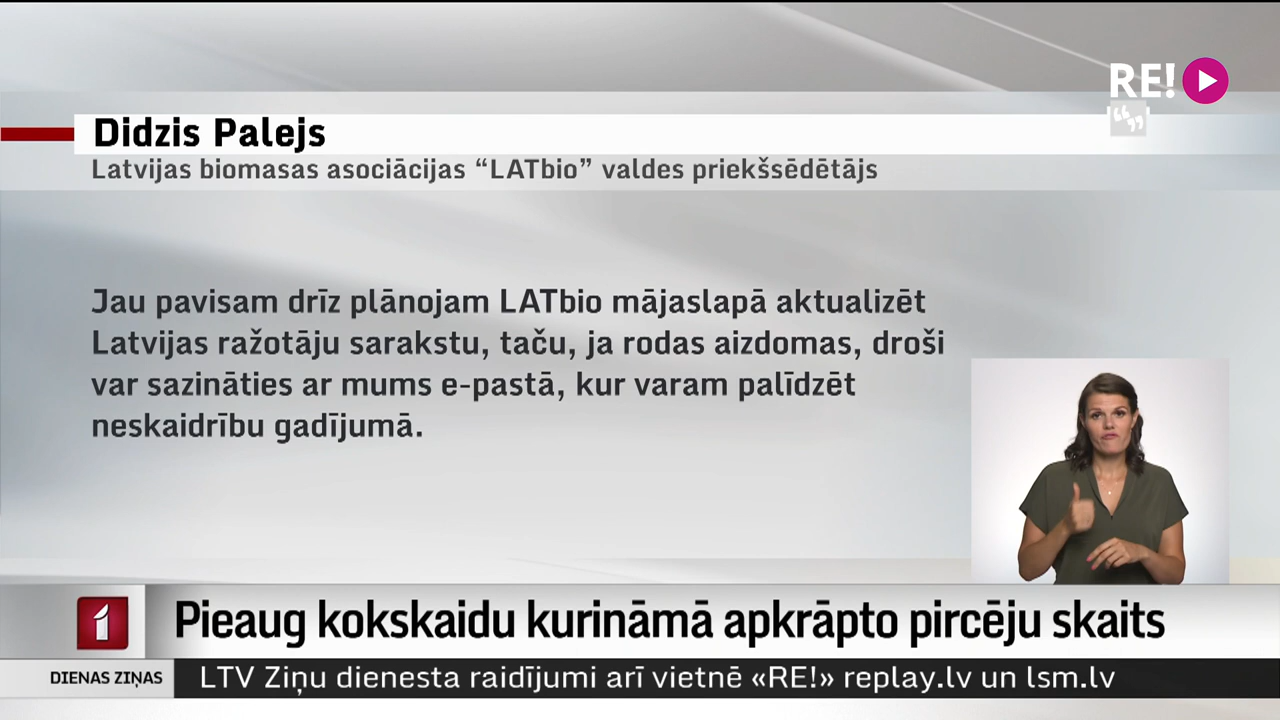 RE!
Didzis Palejs
Latvijas biomasas asociācijas “LATbio” valdes priekšsēdētājs
Jau pavisam drīz plānojam LATbio mājaslapā aktualizēt
Latvijas ražotāju sarakstu, taču, ja rodas aizdomas, droši
var sazināties ar mums e-pastā, kur varam palīdzēt
neskaidrību gadījumā.
1
Pieaug kokskaidu kurināmā apkrāpto pircēju skaits
DIENAS ZIŅAS
LTV Ziņu dienesta raidījumi arī vietnē «RE!» replay.lv un lsm.lv